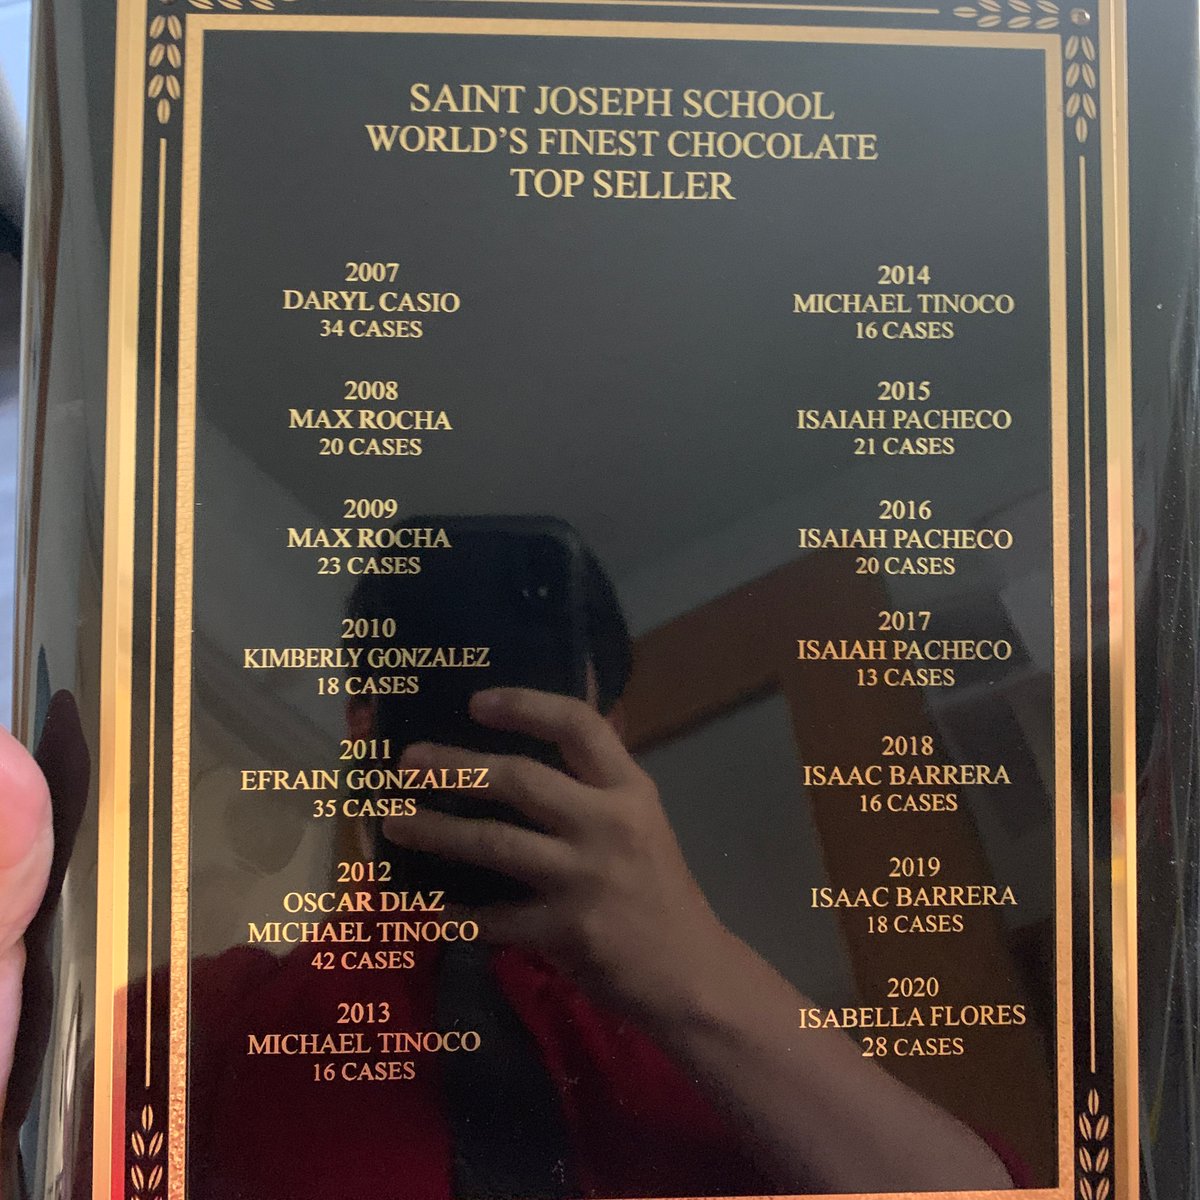 SAINT JOSEPH SCHOOL
WORLD'S FINEST CHOCOLATE
TOP SELLER
2007
DARYL CASIO
34 CASES
2008
MAX ROCHA
20 CASES
2009
MAX ROCHA
23 CASES
2010
KIMBERLY GONZALEZ
18 CASES
2011
EFRAIN GONZALEZ
35 CASES
2012
OSCAR DIAZ
MICHAEL TINOCO
42 CASES
2013
MICHAEL TINOCO
16 CASES
2014
MICHAEL TINOCO
16 CASES
2015
ISAIAH PACHECO
21 CASES
2016
ISAIAH PACHECO
20 CASES
2017
ISAIAH PACHECO
13 CASES
2018
ISAAC BARRERA
16 CASES
2019
ISAAC BARRERA
18 CASES
2020
ISABELLA FLORES
28 CASES